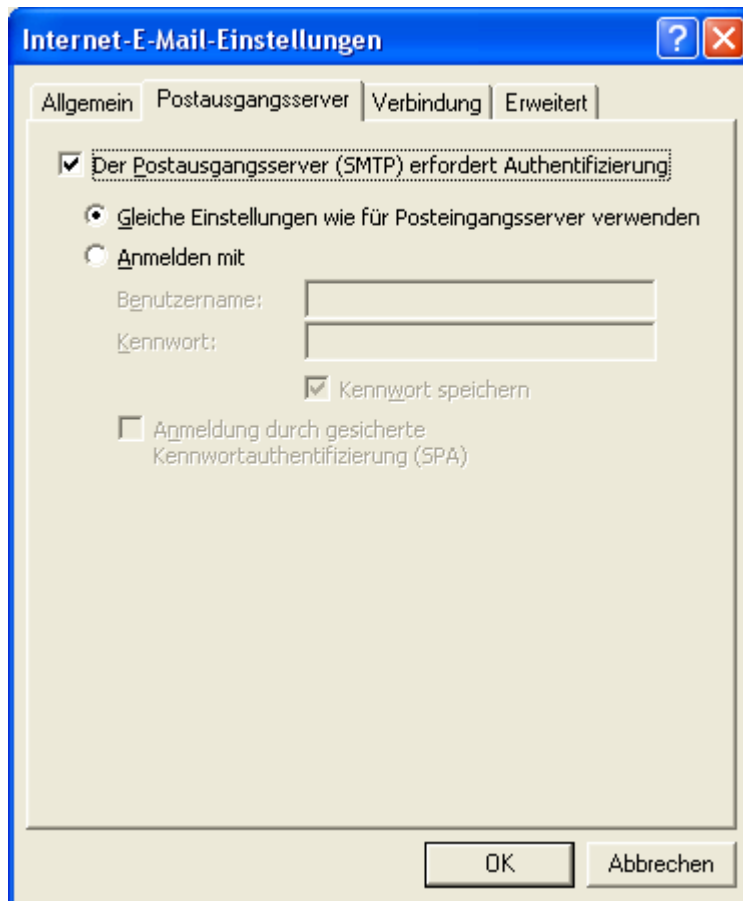 Internet-E-Mail-Einstellungen
Allgemein Postausgangsserver Verbindung Erweitert
Der Postausgangsserver (SMTP) erfordert Authentifizierung
Gleiche Einstellungen wie für Posteingangsserver verwenden
Anmelden mit
Benutzername:
Kennwort:
Kennwort speichern
Anmeldung durch gesicherte
Kennwortauthentifizierung (SPA)
OK Abbrechen